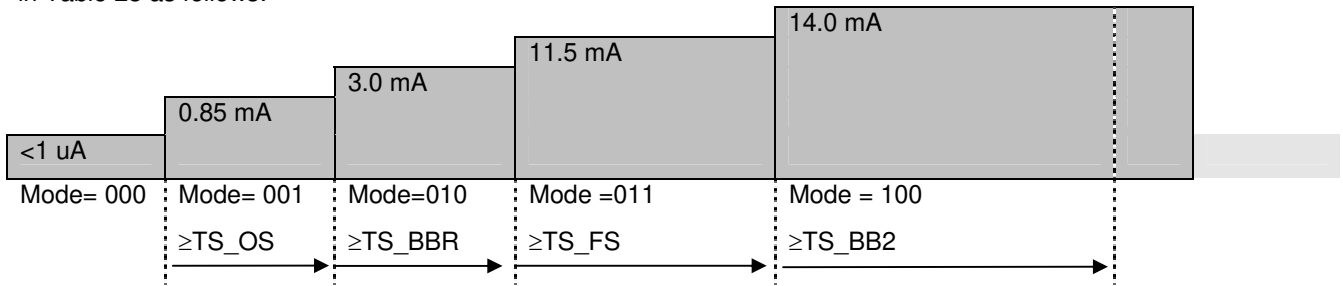 in Table 25 as follows:
14.0 mA
11.5 mA
3.0 mA
0.85 mA
<1 uA
Mode= 000 Mode= 001 Mode=010 Mode =011 Mode = 100
≥TS_OS ≥TS_BBR ≥TS_FS ≥TS_BB2